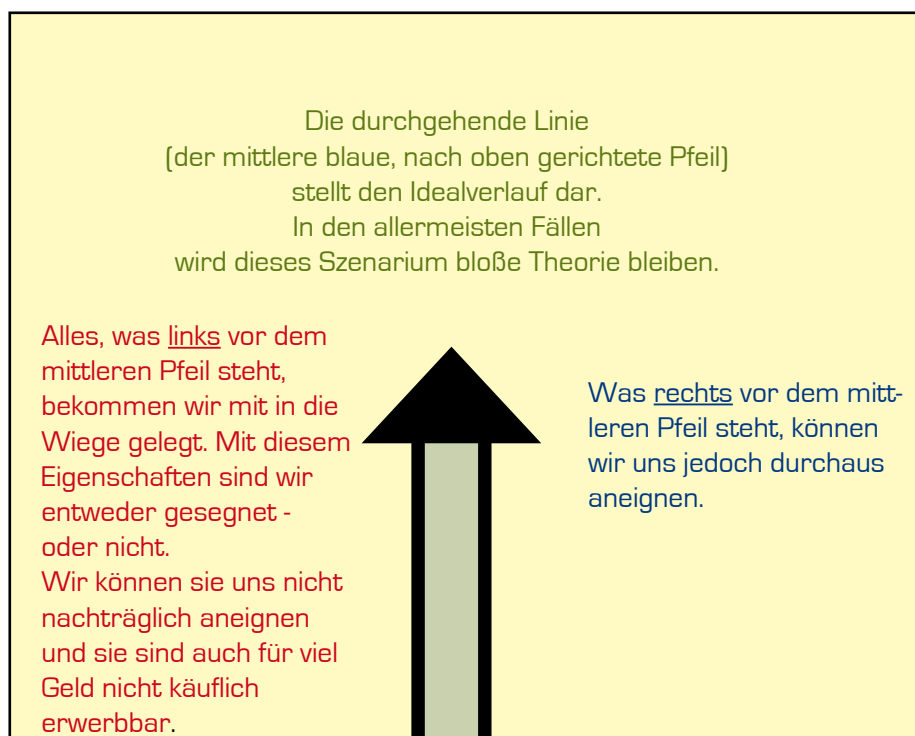 Die durchgehende Linie
(der mittlere blaue, nach oben gerichtete Pfeil)
stellt den Idealverlauf dar.
In den allermeisten Fällen
wird dieses Szenarium bloße Theorie bleiben.
Alles, was links vor dem
mittleren Pfeil steht,
bekommen wir mit in die
Wiege gelegt. Mit diesem
Eigenschaften sind wir
entweder gesegnet -
oder nicht.
Wir können sie uns nicht
nachträglich aneignen
und sie sind auch für viel
Geld nicht käuflich
erwerbbar.
Was rechts vor dem mitt-
leren Pfeil steht, können
wir uns jedoch durchaus
aneignen.